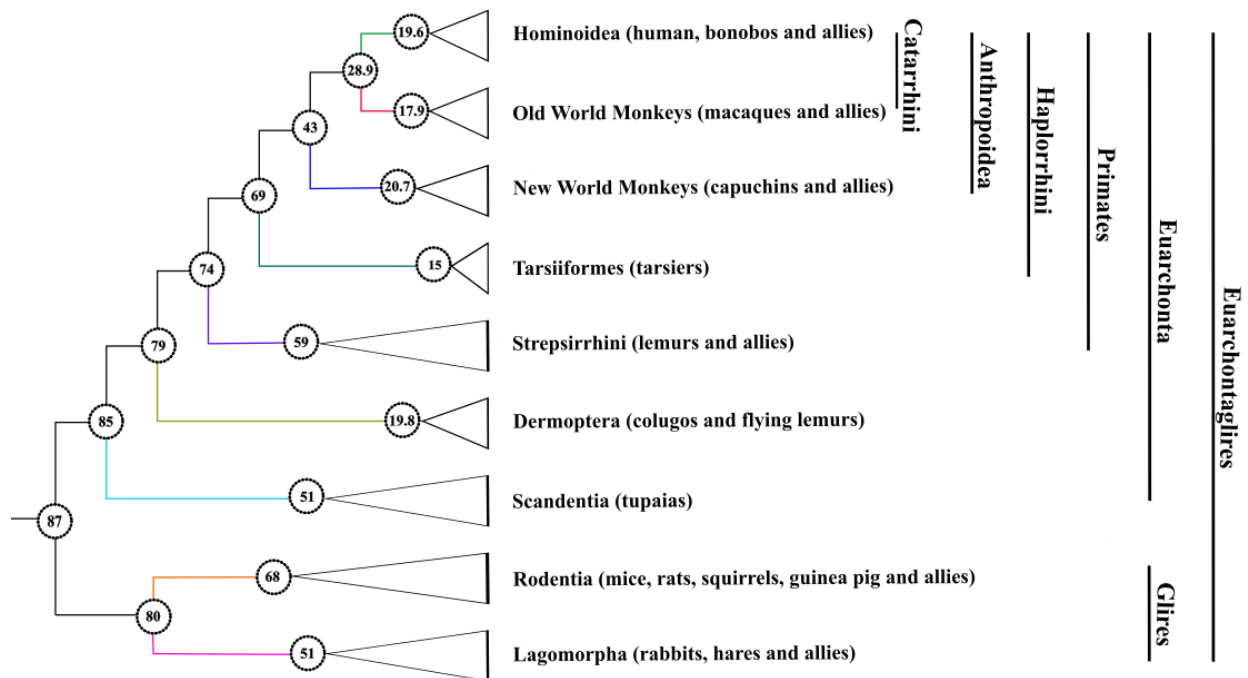 19.6
Hominoidea (human, bonobos and allies)
28.9
17.9
Old World Monkeys (macaques and allies)
43
20.7
New World Monkeys (capuchins and allies)
69
15
Tarsiiformes (tarsiers)
74
59
Strepsirrhini (lemurs and allies)
79
19.8
Dermoptera (colugos and flying lemurs)
85
51
Scandentia (tupaias)
87
68
Rodentia (mice, rats, squirrels, guinea pig and allies)
80
51
Lagomorpha (rabbits, hares and allies)
Catarrhini
Anthropoidea
Haplorrhini
Primates
Euarchonta
Glires
Euarchontaglires